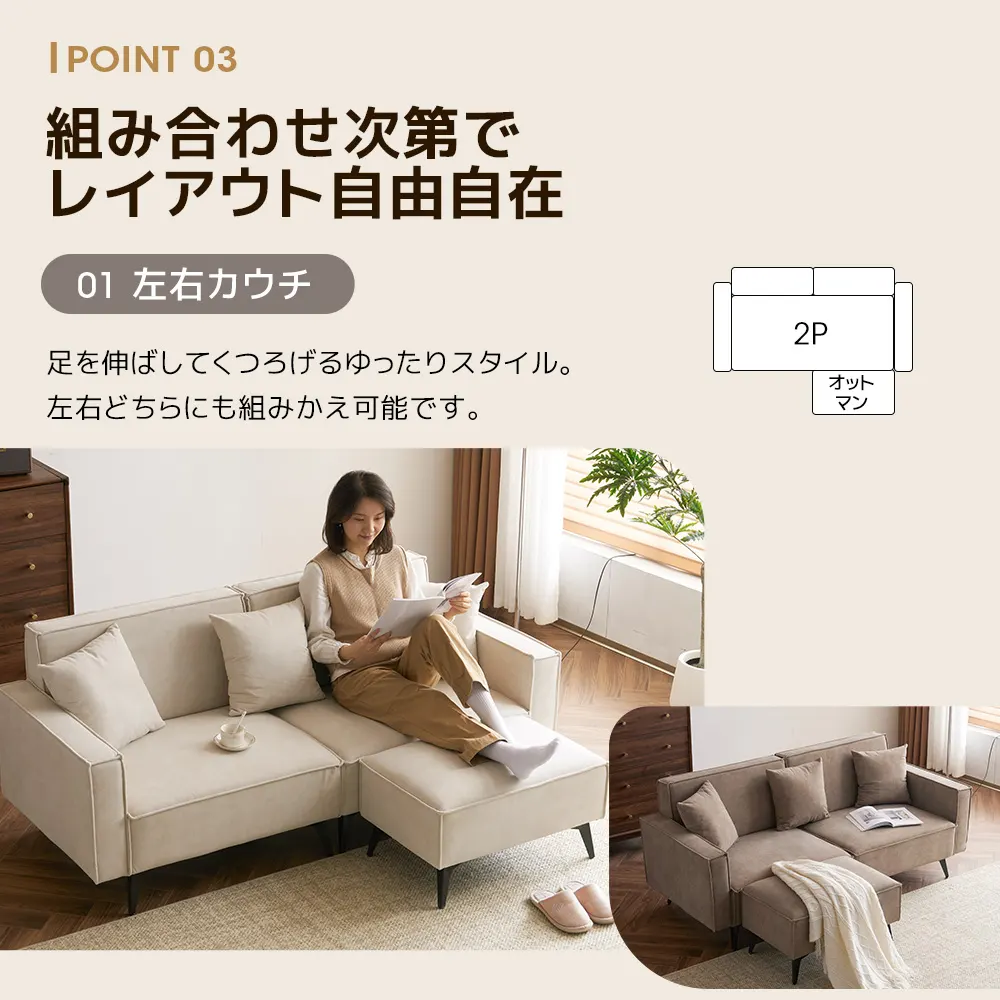 POINT 03
組み合わせ次第で
レイアウト自由自在
01 左右カウチ
足を伸ばしてくつろげるゆったりスタイル。
左右どちらにも組みかえ可能です。
2P
オット
マン